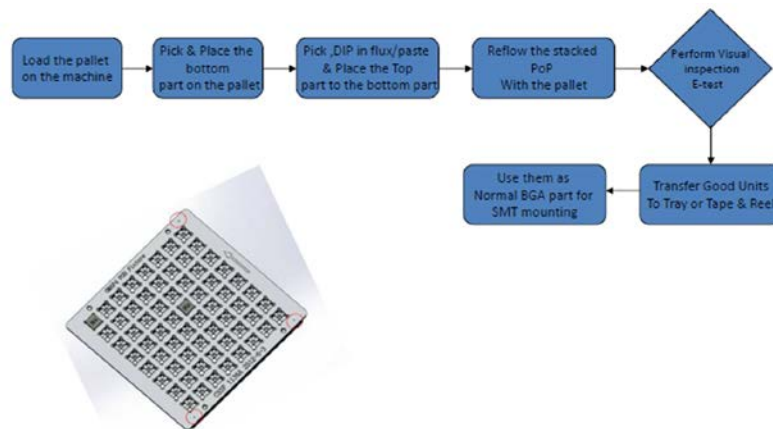 Load the pallet
on the machine
Pick & Place the
bottom
part on the pallet
Pick ,DIP in flux/paste
& Place the Top
part to the bottom part
Reflow the stacked
PoP
With the pallet
Perform Visual
inspection
E-test
Transfer Good Units
To Tray or Tape & Reel
Use them as
Normal BGA part for
SMT mounting